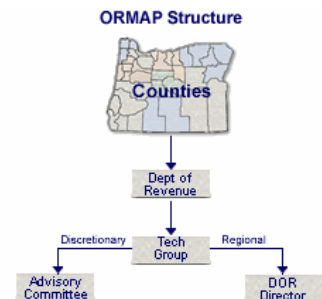 ORMAP Structure
Counties
Dept of
Revenue
Discretionary
Tech
Group
Regional
Advisory
Committee
DOR
Director